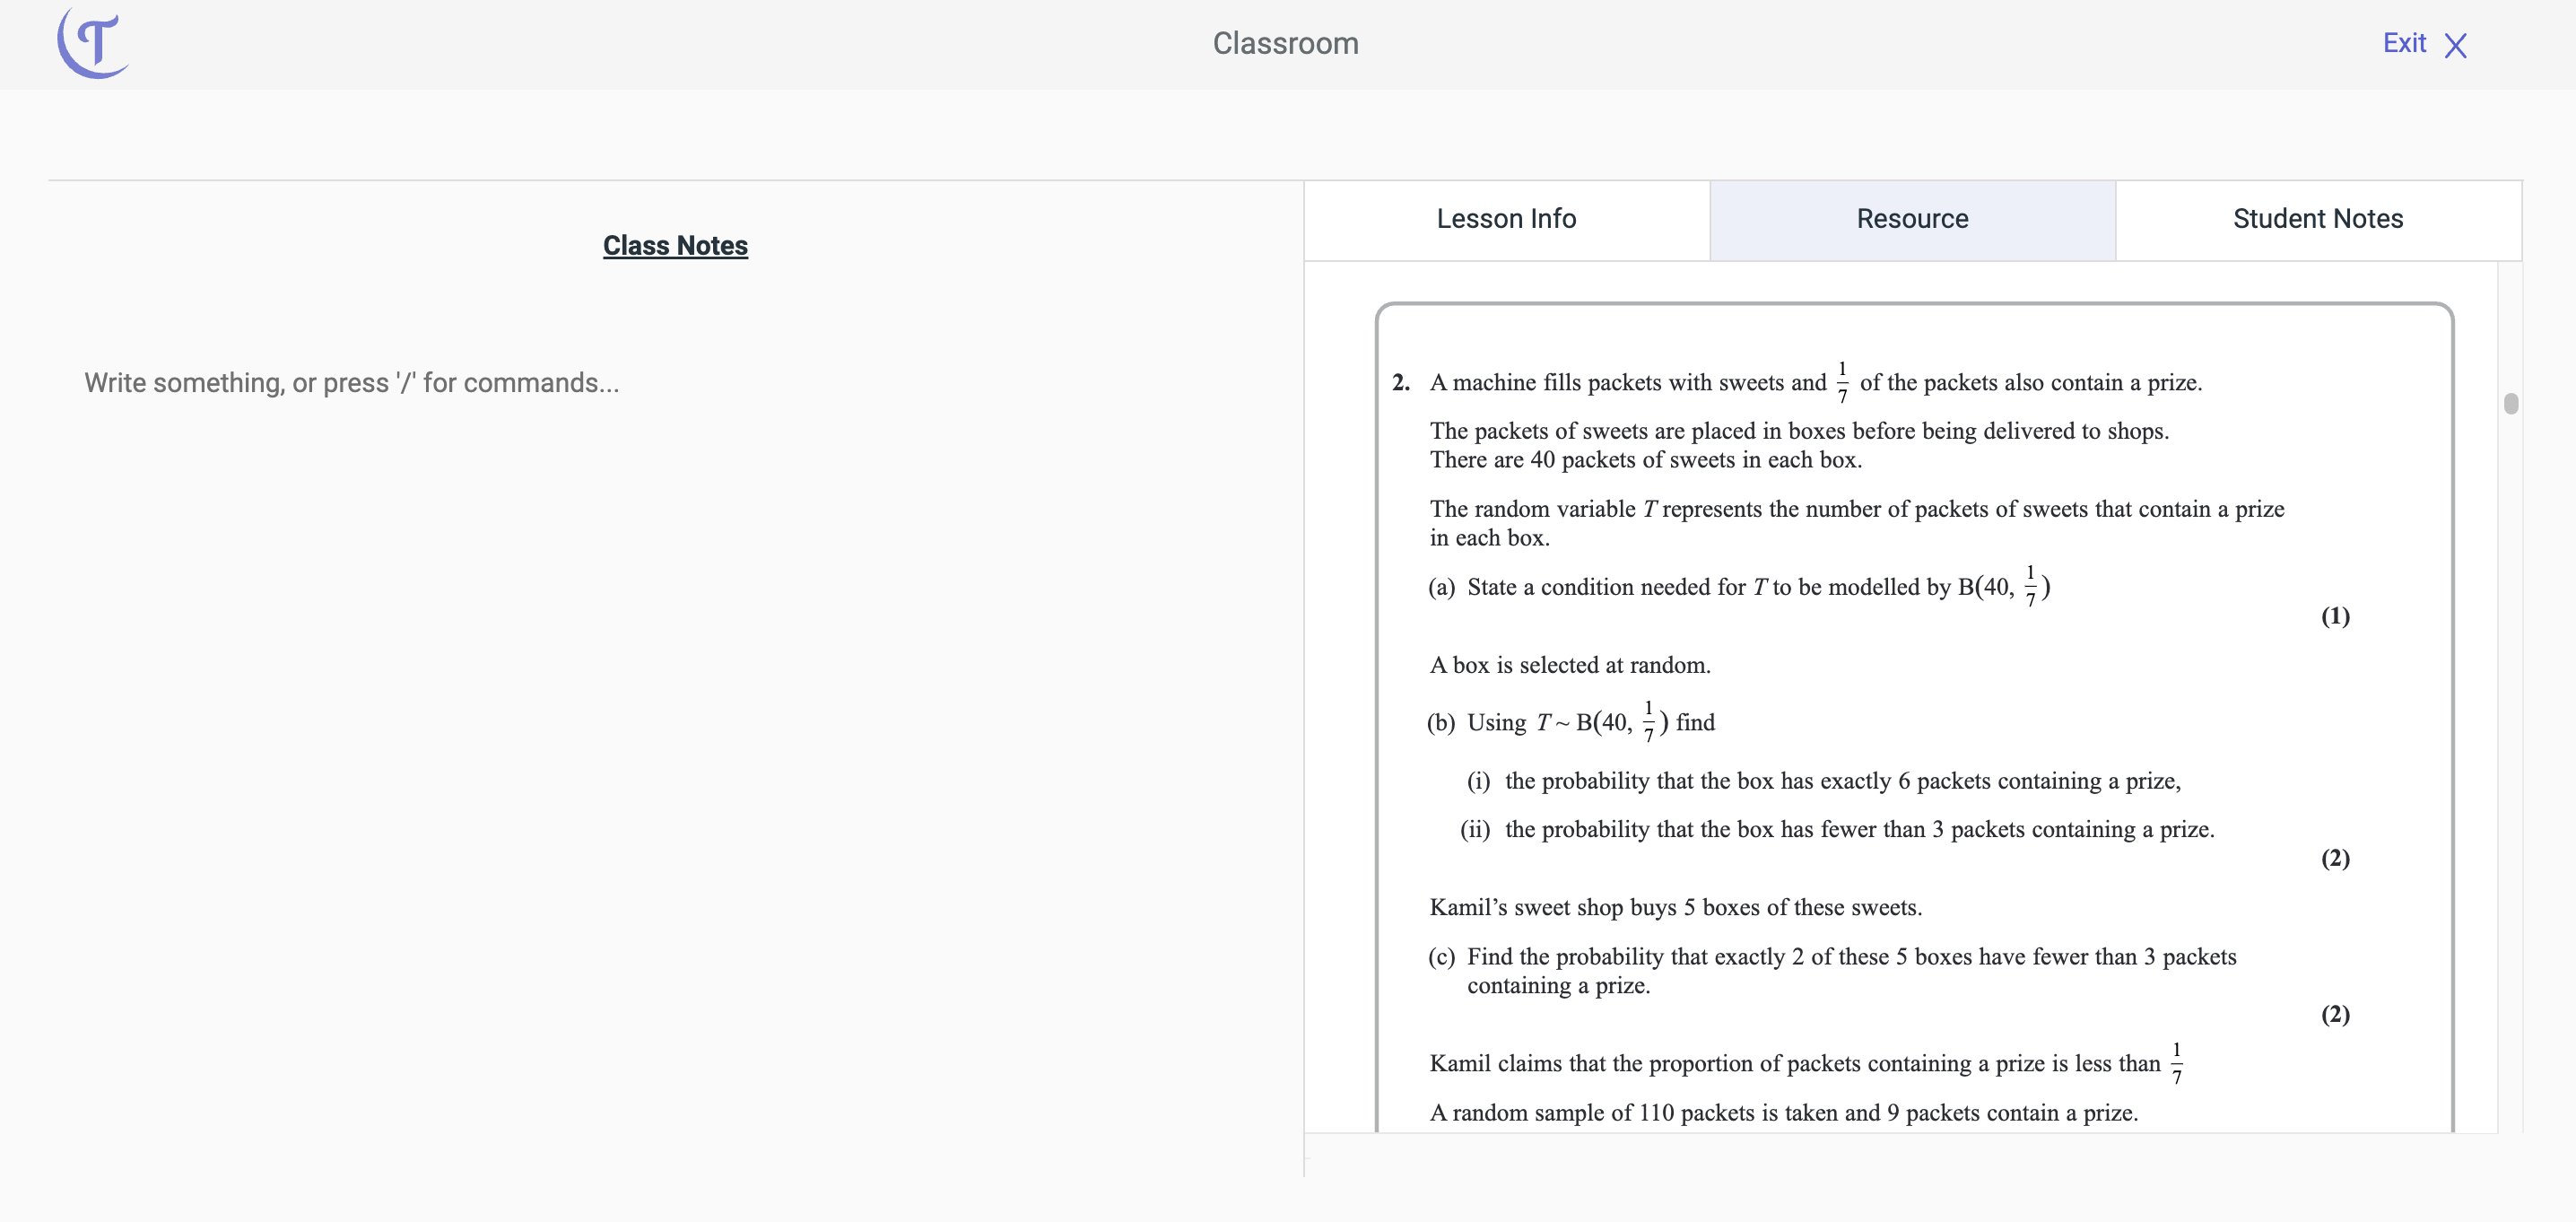 T
Classroom
Exit
Class Notes
Write something, or press '/' for commands...
Lesson Info
Resource
Student Notes
2. A machine fills packets with sweets and 1/7 of the packets also contain a prize.
The packets of sweets are placed in boxes before being delivered to shops.
There are 40 packets of sweets in each box.
The random variable T represents the number of packets of sweets that contain a prize
in each box.
(a) State a condition needed for T to be modelled by B(40, 1/7)
(1)
A box is selected at random.
(b) Using T ~ B(40, 1/7) find
(i) the probability that the box has exactly 6 packets containing a prize,
(ii) the probability that the box has fewer than 3 packets containing a prize.
(2)
Kamil’s sweet shop buys 5 boxes of these sweets.
(c) Find the probability that exactly 2 of these 5 boxes have fewer than 3 packets
containing a prize.
(2)
Kamil claims that the proportion of packets containing a prize is less than 1/7
A random sample of 110 packets is taken and 9 packets contain a prize.